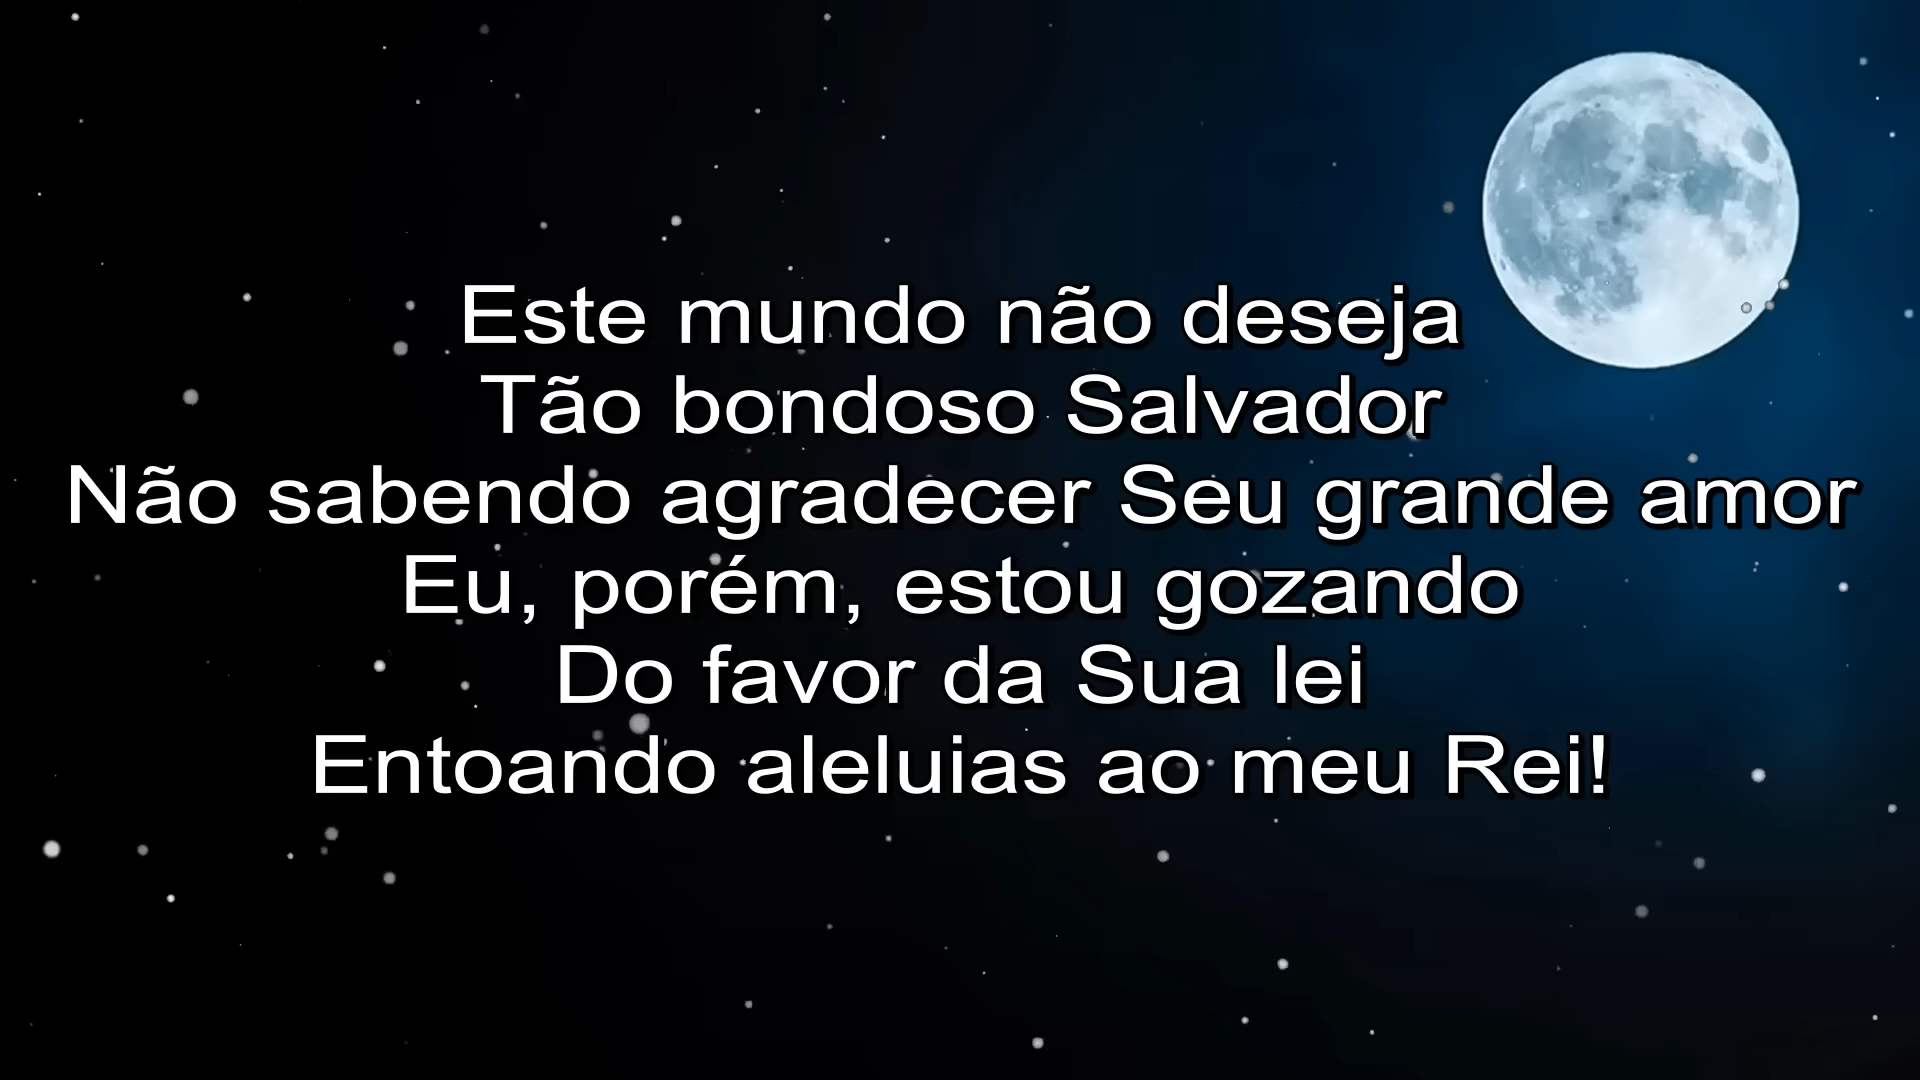 Este mundo não deseja
Tão bondoso Salvador
Não sabendo agradecer Seu grande amor
Eu, porém, estou gozando
Do favor da Sua lei
Entoando aleluias ao meu Rei!